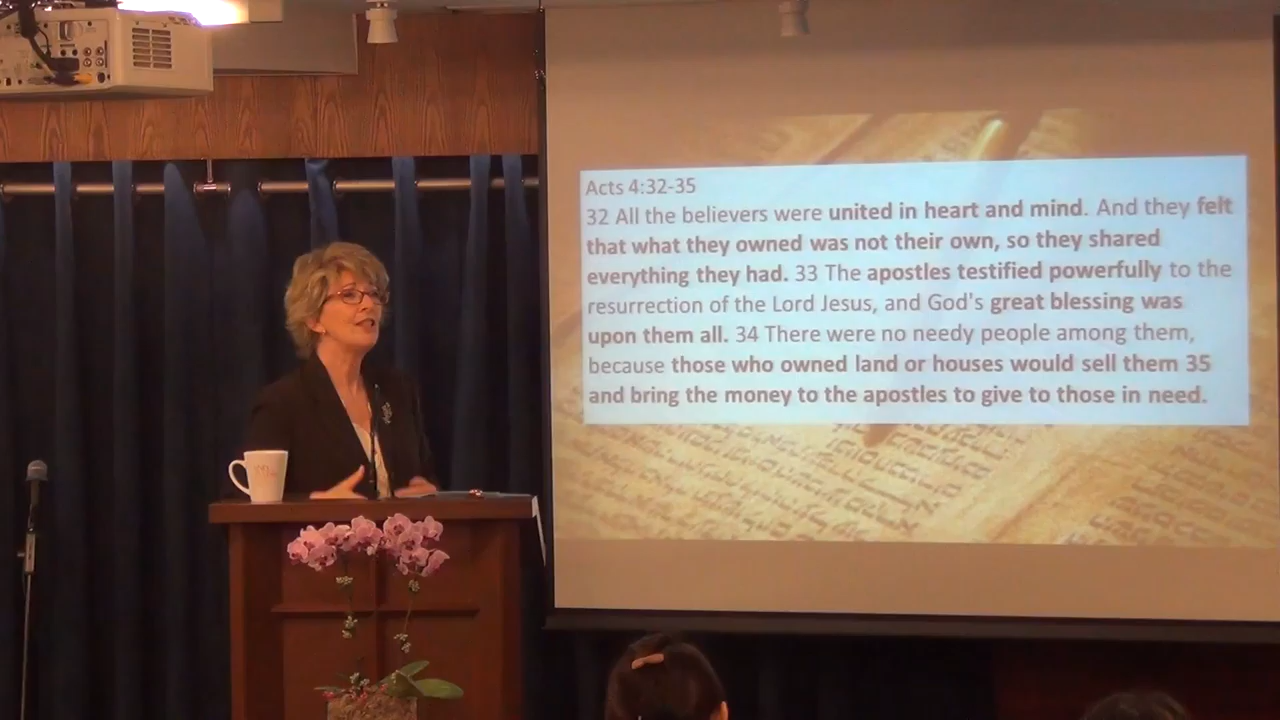 Acts 4:32-35
32 All the believers were united in heart and mind. And they felt
that what they owned was not their own, so they shared
everything they had. 33 The apostles testified powerfully to the
resurrection of the Lord Jesus, and God's great blessing was
upon them all. 34 There were no needy people among them,
because those who owned land or houses would sell them 35
and bring the money to the apostles to give to those in need.